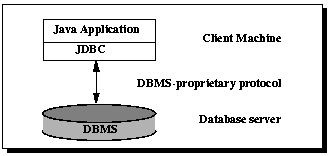 Java Application
Client Machine
JDBC
DBMS-proprietary protocol
Database server
DBMS